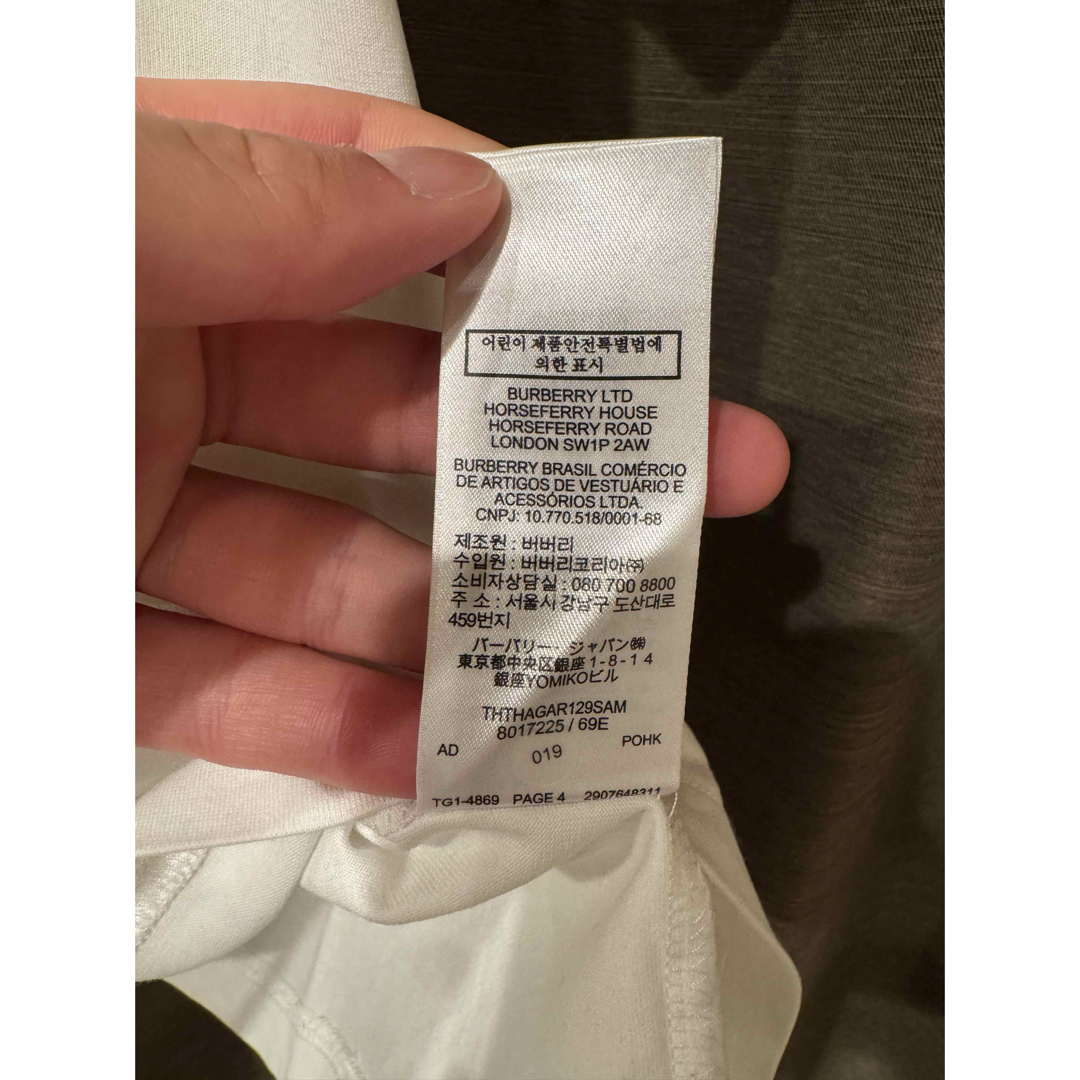 어린이 제품안전특별법에
의한 표시
BURBERRY LTD
HORSEFERRY HOUSE
HORSEFERRY ROAD
LONDON SW1P 2AW
BURBERRY BRASIL COMÉRCIO
DE ARTIGOS DE VESTUÁRIO E
ACESSÓRIOS LTDA.
CNPJ: 10.770.518/0001-68
제조원 : 버버리
수입원 : 버버리코리아㈜
소비자상담실 : 080 700 8800
주 소 : 서울시 강남구 도산대로
459번지
バーバリー・ジャパン㈱
東京都中央区銀座1-8-14
銀座YOMIKOビル
THTHAGAR129SAM
8017225 / 69E
AD 019 POHK
TG1-4869 PAGE 4 2907648311